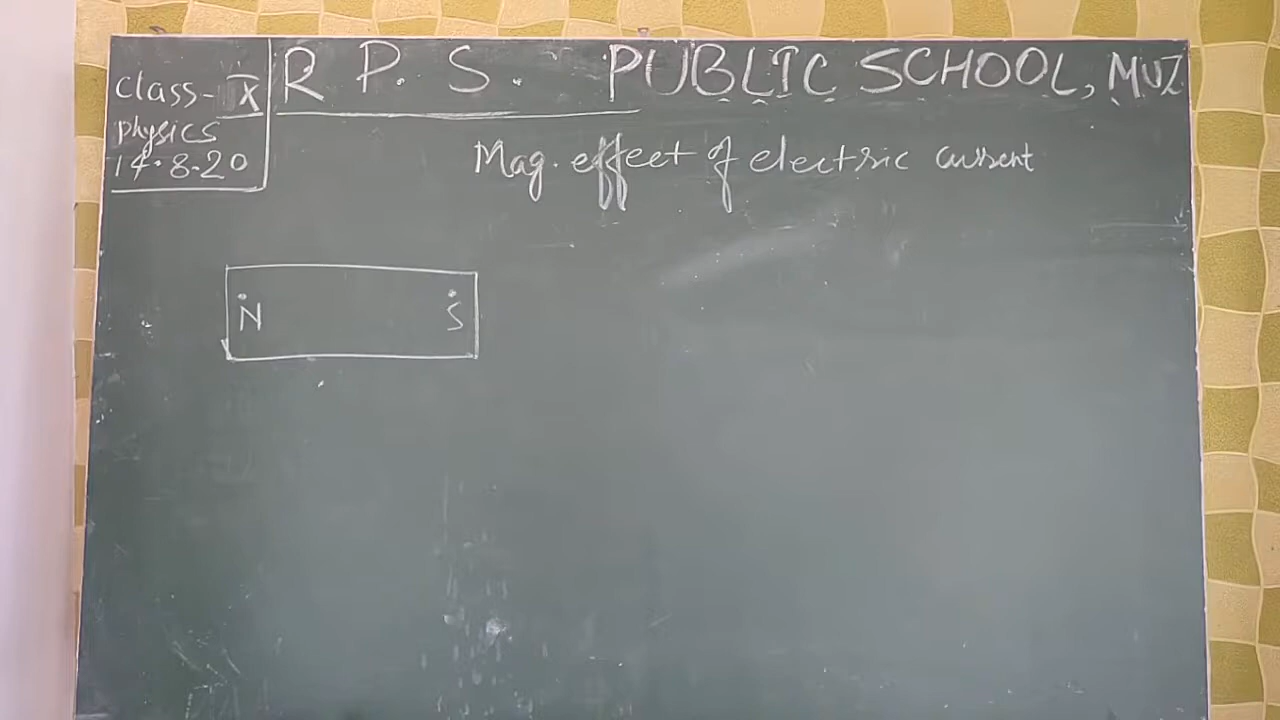 Class- X
Physics
14.8.20
R. P. S. PUBLIC SCHOOL, MUZ
Mag. effect of electric current
N S